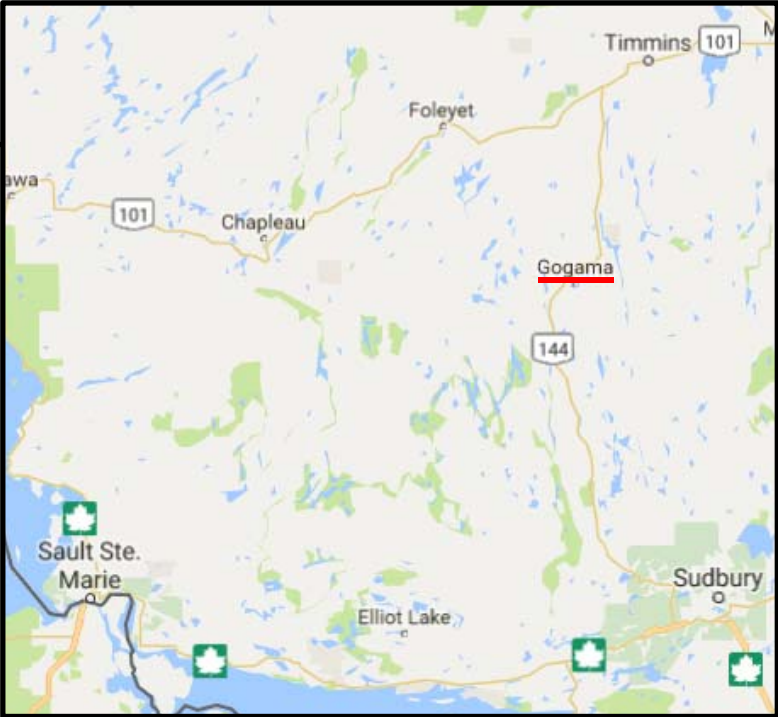 Timmins
101
M
Foleyet
awa
101
Chapleau
Gogama
144
Sault Ste.
Marie
Sudbury
Elliot Lake